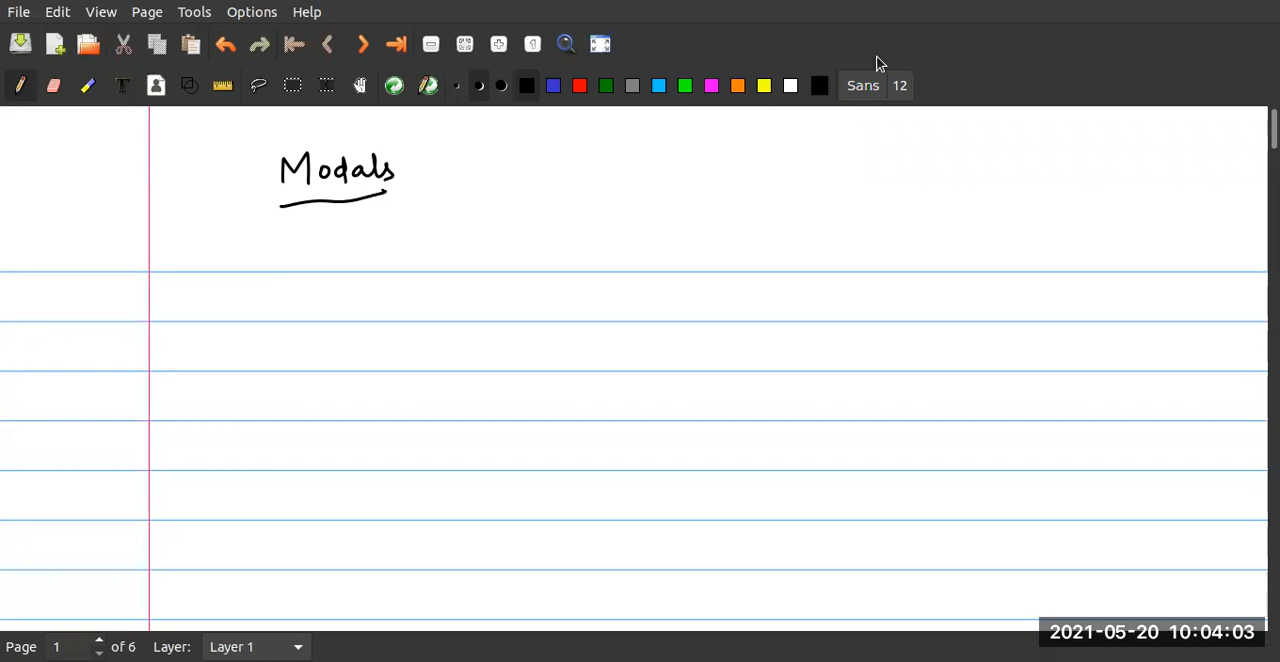 File Edit View Page Tools Options Help
Sans 12
Modals
2021-05-20 10:04:03
Page 1 of 6 Layer: Layer 1